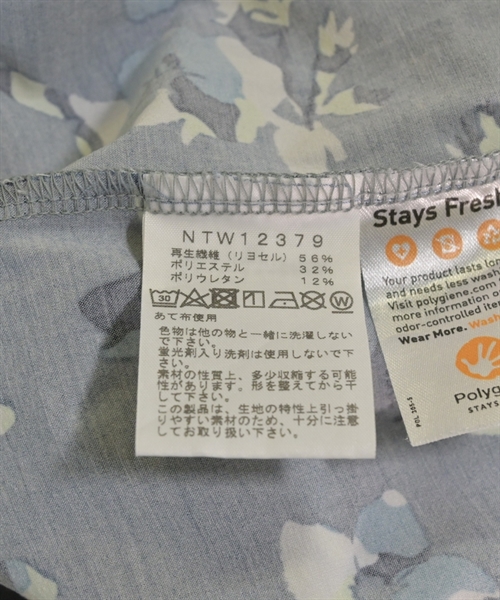 NTW12379
再生繊維（リヨセル） 56%
ポリエステル 32%
ポリウレタン 12%
30
W
あて布使用
色物は他の物と一緒に洗濯しない
で下さい。
蛍光剤入り洗剤は使用しないで下
さい。
素材の性質上、多少収縮する可能
性があります。形を整えてから干
して下さい。
この製品は、生地の特性上引っ掛
りやすい素材のため、十分に注意
してお取り扱い下さい。
Stays Fresh
Your product lasts
and needs less
Visit polygiene.com
more information
odor-controlled
Wear More. Wash
Polyg
STAYS
POL 505-5